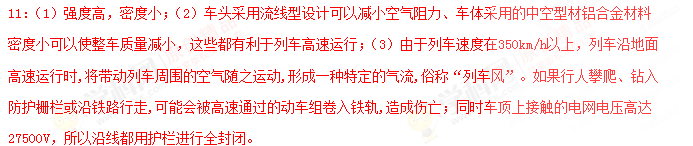 11：（1）强度高，密度小；（2）车头采用流线型设计可以减小空气阻力、车体采用的中空型材铝合金材料
密度小可以使整车质量减小，这些都有利于列车高速运行；（3）由于列车速度在350km/h以上，列车沿地面
高速运行时,将带动列车周围的空气随之运动,形成一种特定的气流,俗称“列车风”。如果行人攀爬、钻入
防护栅栏或沿铁路行走,可能会被高速通过的动车组卷入铁轨,造成伤亡；同时车顶上接触的电网电压高达
27500V，所以沿线都用护栏进行全封闭。